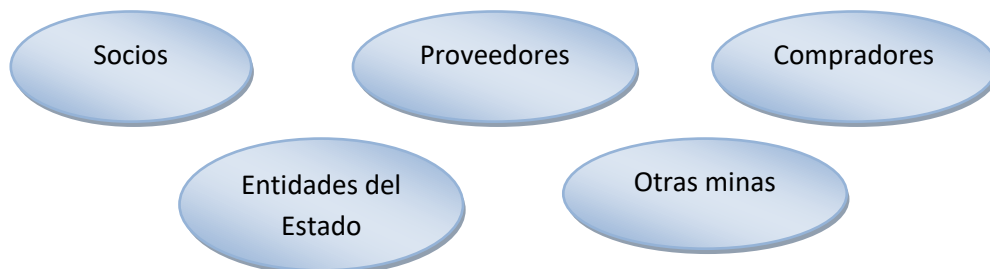 Socios
Proveedores
Compradores
Entidades del
Estado
Otras minas